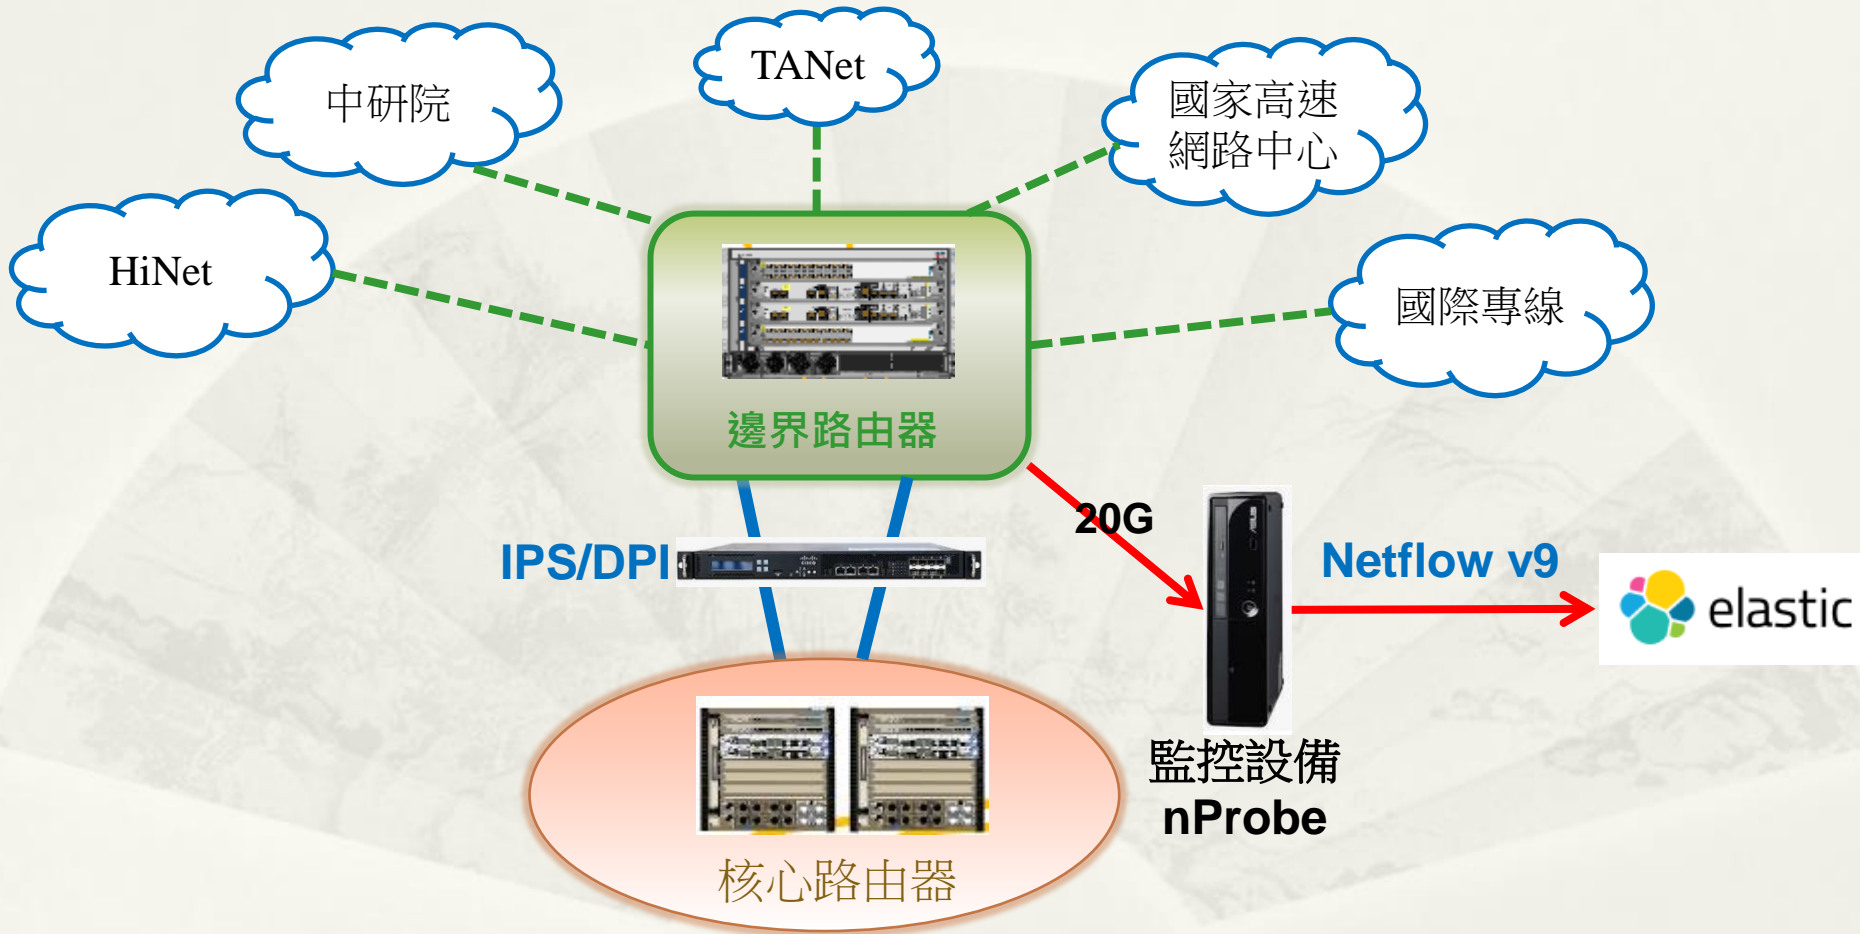 TANet
中研院
國家高速
網路中心
HiNet
國際專線
邊界路由器
20G
IPS/DPI
Netflow v9
elastic
監控設備
nProbe
核心路由器